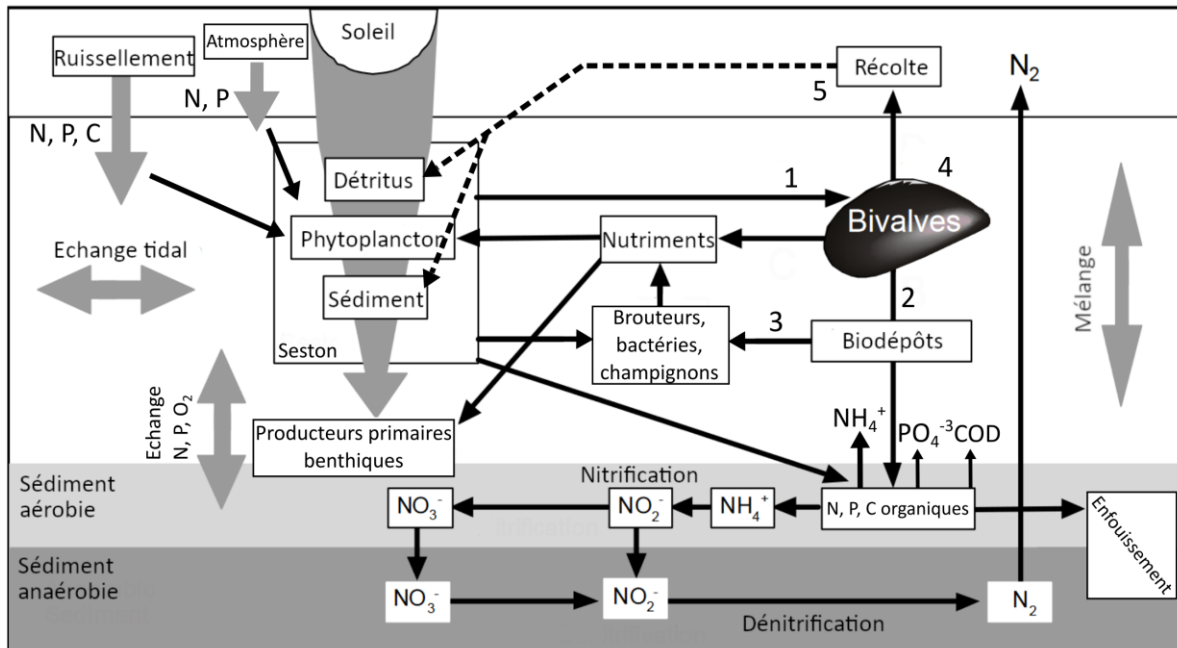 Soleil
Atmosphère
Ruissellement
Récolte
N₂
5
N, P
N, P, C
Détritus
1
4
Bivalves
Phytoplancton
Nutriments
Echange tidal
Mélange
Sédiment
2
Brouteurs,
bactéries,
champignons
3
Biodépôts
Seston
Echange
N, P, O₂
Producteurs primaires
benthiques
NH₄⁺
PO₄⁻³
COD
Sédiment
aérobie
Nitrification
NO₃⁻
NO₂⁻
NH₄⁺
N, P, C organiques
Enfouissement
Sédiment
anaérobie
NO₃⁻
NO₂⁻
Dénitrification
N₂